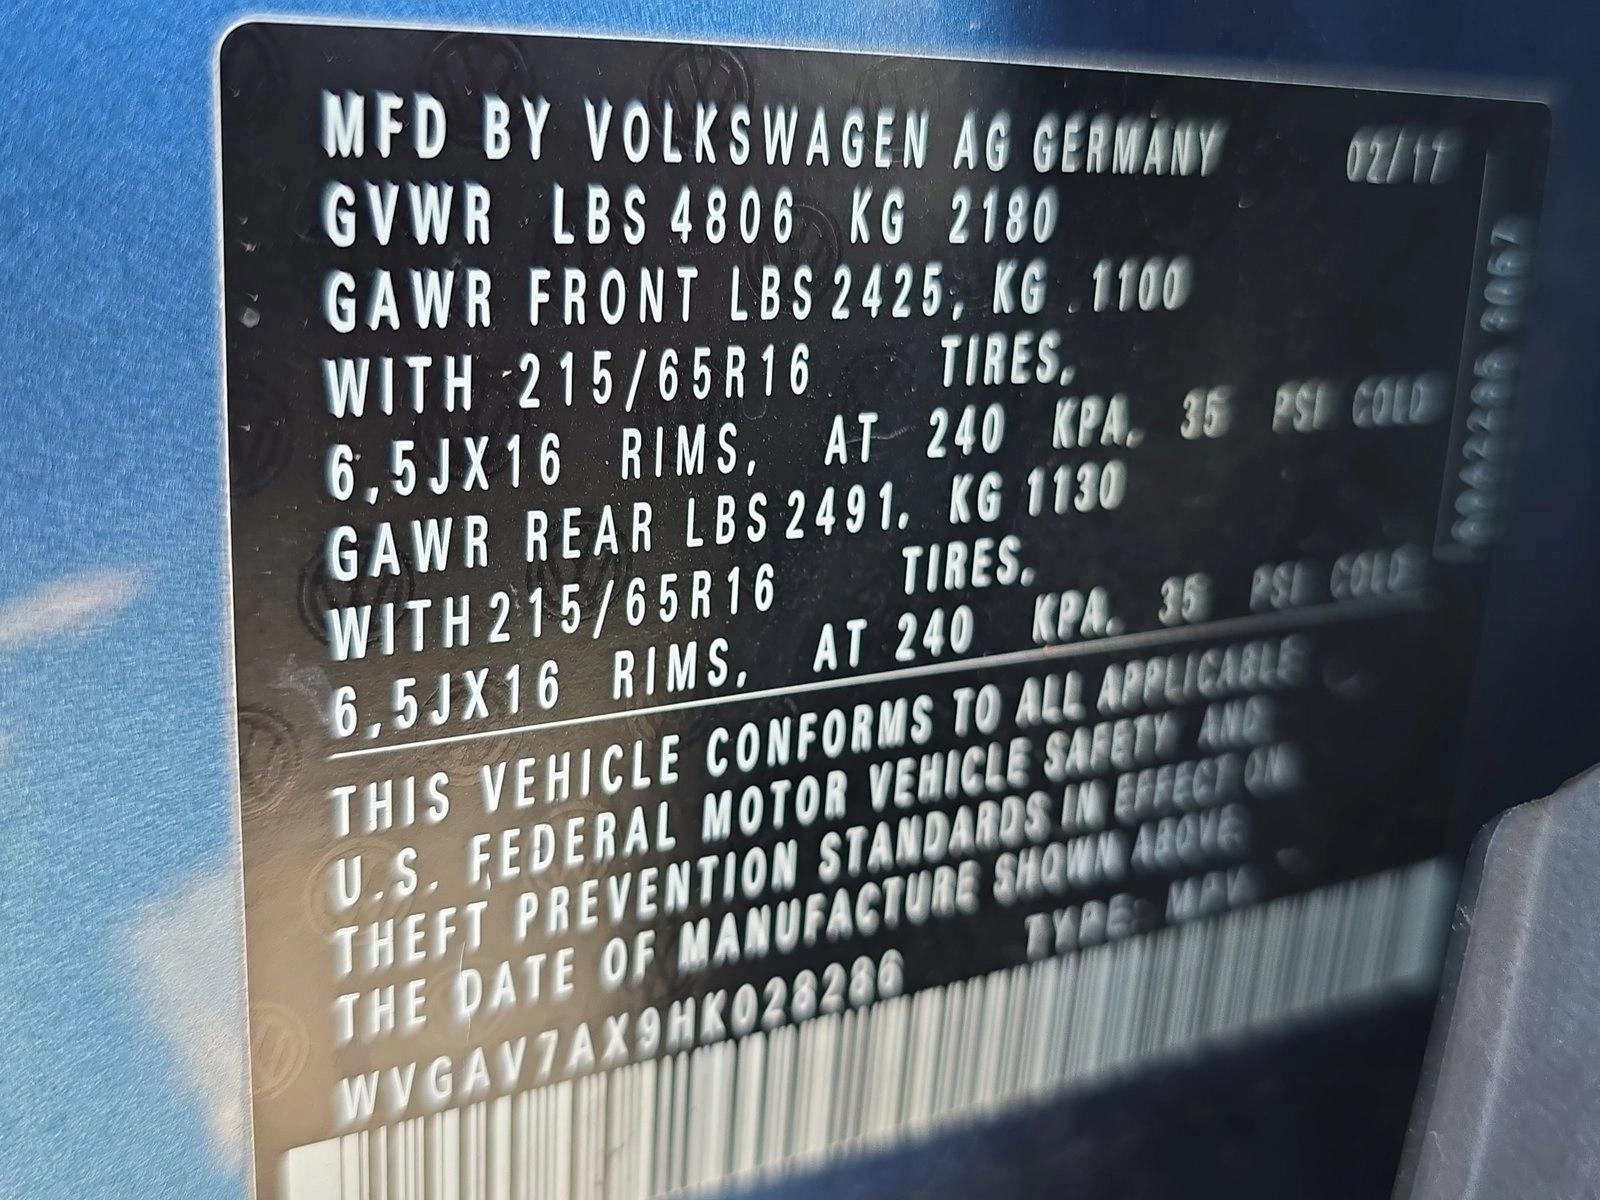 MFD BY VOLKSWAGEN AG GERMANY 02/17
GVWR LBS 4806 KG 2180
GAWR FRONT LBS 2425, KG 1100
WITH 215/65R16 TIRES,
6,5JX16 RIMS, AT 240 KPA, 35 PSI COLD
GAWR REAR LBS 2491, KG 1130
WITH 215/65R16 TIRES,
6,5JX16 RIMS, AT 240 KPA, 35 PSI COLD
THIS VEHICLE CONFORMS TO ALL APPLICABLE
U.S. FEDERAL MOTOR VEHICLE SAFETY AND
THEFT PREVENTION STANDARDS IN EFFECT ON
THE DATE OF MANUFACTURE SHOWN ABOVE
WVGAV7AX9HK028286 TYPE: MPV